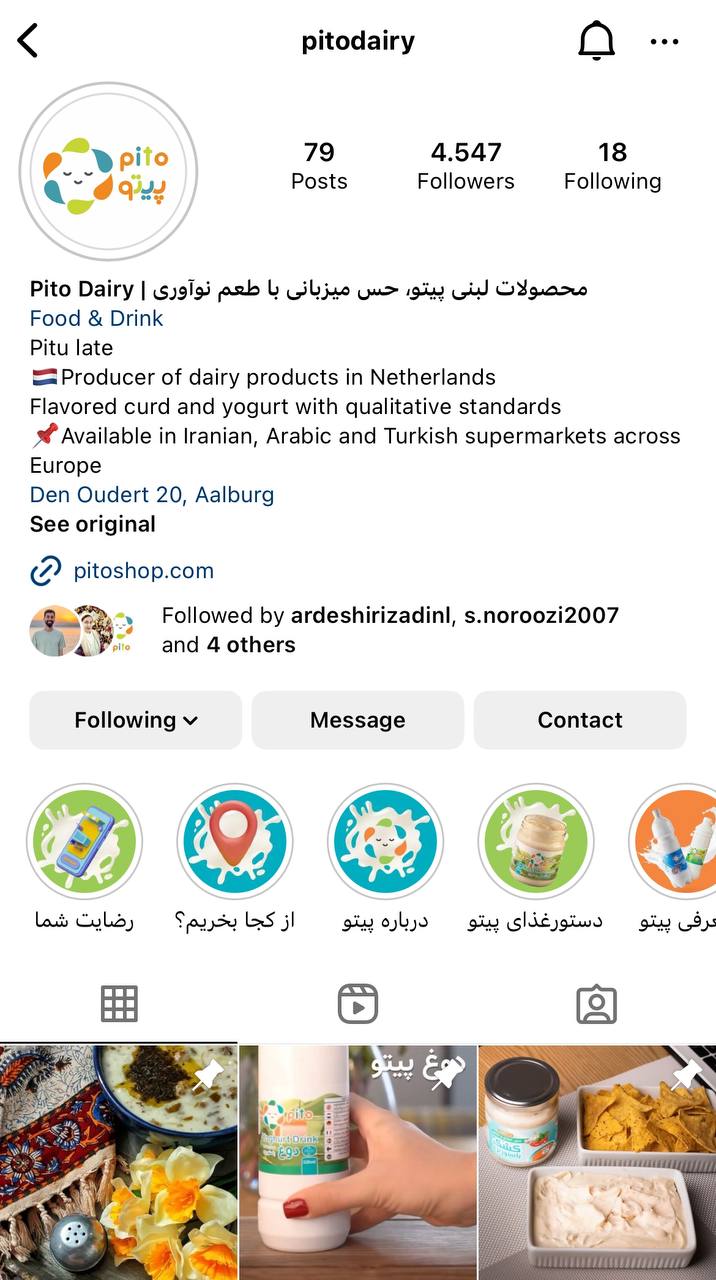 pitodairy
pito
پیتو
79
Posts
4.547
Followers
18
Following
Pito Dairy | محصولات لبنی پیتو، حس میزبانی با طعم نوآوری
Food & Drink
Pitu late
🇳🇱Producer of dairy products in Netherlands
Flavored curd and yogurt with qualitative standards
📌Available in Iranian, Arabic and Turkish supermarkets across
Europe
Den Oudert 20, Aalburg
See original
pitoshop.com
pito
Followed by ardeshirizadinl, s.noroozi2007
and 4 others
Following
Message
Contact
رضایت شما
از کجا بخریم؟
درباره پیتو
دستورغذای پیتو
عرفی پیتو
دوغ پیتو
pito
Yoghurt Drink
دوغ
کشک